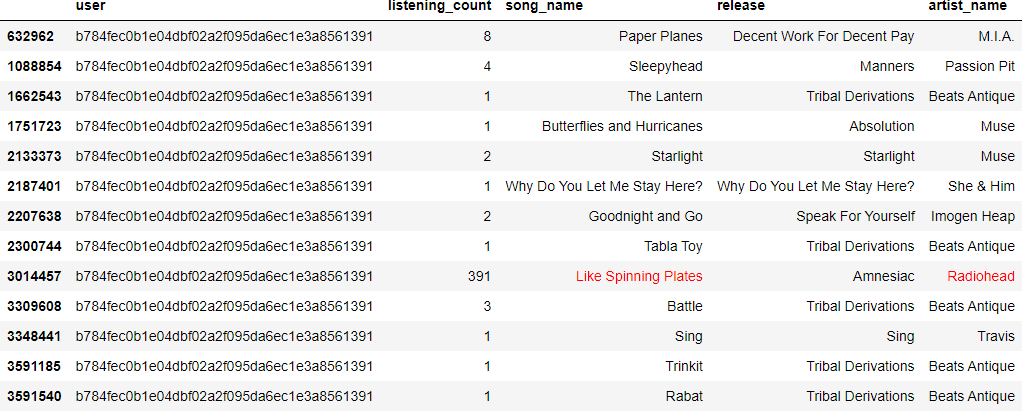 user listening_count song_name release artist_name
632962 b784fec0b1e04dbf02a2f095da6ec1e3a8561391 8 Paper Planes Decent Work For Decent Pay M.I.A.
1088854 b784fec0b1e04dbf02a2f095da6ec1e3a8561391 4 Sleepyhead Manners Passion Pit
1662543 b784fec0b1e04dbf02a2f095da6ec1e3a8561391 1 The Lantern Tribal Derivations Beats Antique
1751723 b784fec0b1e04dbf02a2f095da6ec1e3a8561391 1 Butterflies and Hurricanes Absolution Muse
2133373 b784fec0b1e04dbf02a2f095da6ec1e3a8561391 2 Starlight Starlight Muse
2187401 b784fec0b1e04dbf02a2f095da6ec1e3a8561391 1 Why Do You Let Me Stay Here? Why Do You Let Me Stay Here? She & Him
2207638 b784fec0b1e04dbf02a2f095da6ec1e3a8561391 2 Goodnight and Go Speak For Yourself Imogen Heap
2300744 b784fec0b1e04dbf02a2f095da6ec1e3a8561391 1 Tabla Toy Tribal Derivations Beats Antique
3014457 b784fec0b1e04dbf02a2f095da6ec1e3a8561391 391 Like Spinning Plates Amnesiac Radiohead
3309608 b784fec0b1e04dbf02a2f095da6ec1e3a8561391 3 Battle Tribal Derivations Beats Antique
3348441 b784fec0b1e04dbf02a2f095da6ec1e3a8561391 1 Sing Sing Travis
3591185 b784fec0b1e04dbf02a2f095da6ec1e3a8561391 1 Trinkit Tribal Derivations Beats Antique
3591540 b784fec0b1e04dbf02a2f095da6ec1e3a8561391 1 Rabat Tribal Derivations Beats Antique